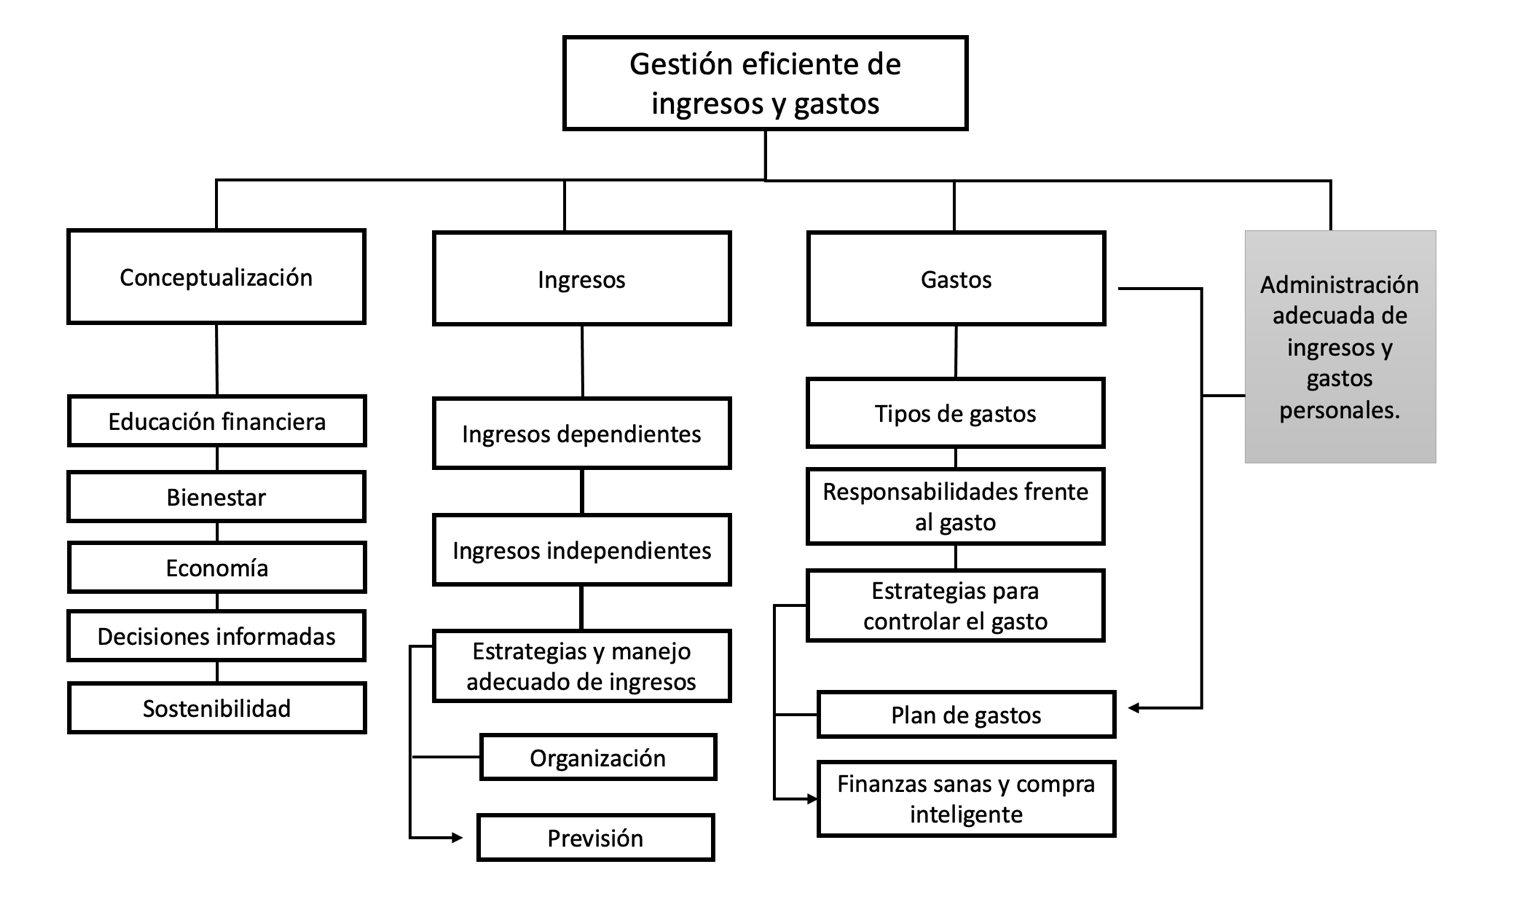 Gestión eficiente de
ingresos y gastos
Conceptualización
Educación financiera
Bienestar
Economía
Decisiones informadas
Sostenibilidad
Ingresos
Ingresos dependientes
Ingresos independientes
Estrategias y manejo
adecuado de ingresos
Organización
Previsión
Gastos
Tipos de gastos
Responsabilidades frente
al gasto
Estrategias para
controlar el gasto
Plan de gastos
Finanzas sanas y compra
inteligente
Administración
adecuada de
ingresos y
gastos
personales.